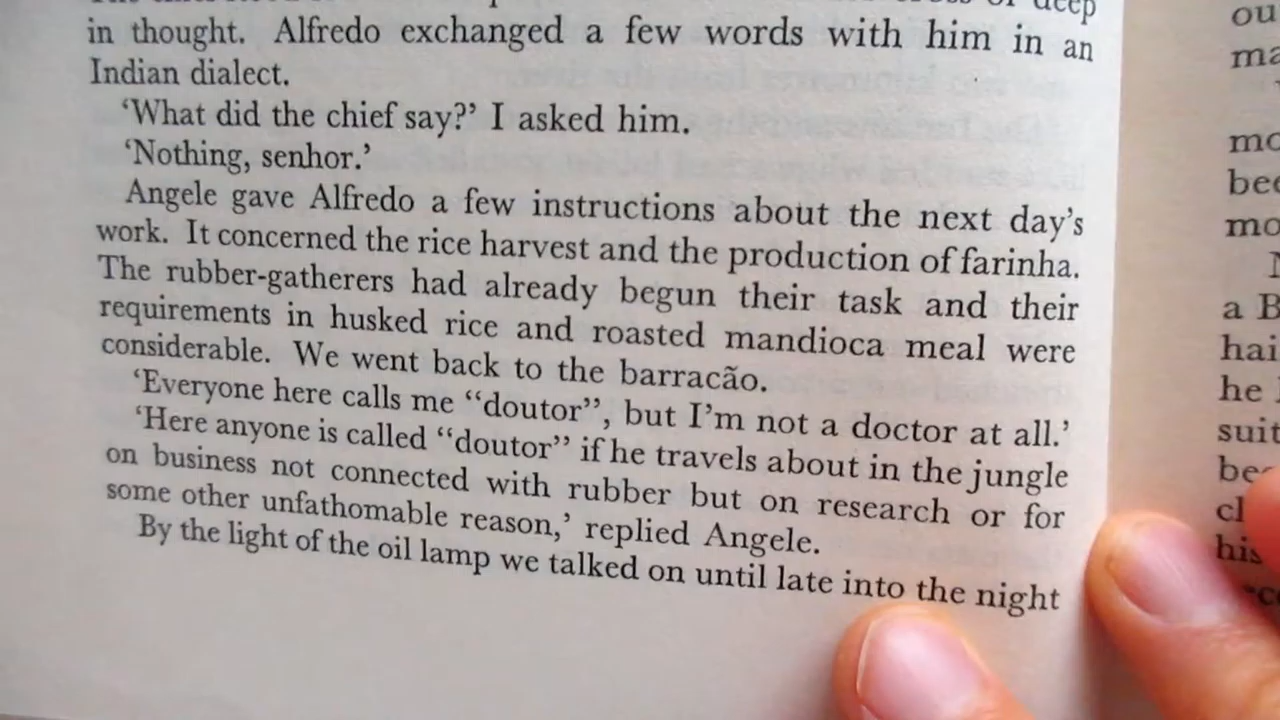 deep
in thought. Alfredo exchanged a few words with him in an
Indian dialect.
‘What did the chief say?’ I asked him.
‘Nothing, senhor.’
Angele gave Alfredo a few instructions about the next day’s
work. It concerned the rice harvest and the production of farinha.
The rubber-gatherers had already begun their task and their
requirements in husked rice and roasted mandioca meal were
considerable. We went back to the barracão.
‘Everyone here calls me “doutor”, but I’m not a doctor at all.’
‘Here anyone is called “doutor” if he travels about in the jungle
on business not connected with rubber but on research or for
some other unfathomable reason,’ replied Angele.
By the light of the oil lamp we talked on until late into the night
a B
he